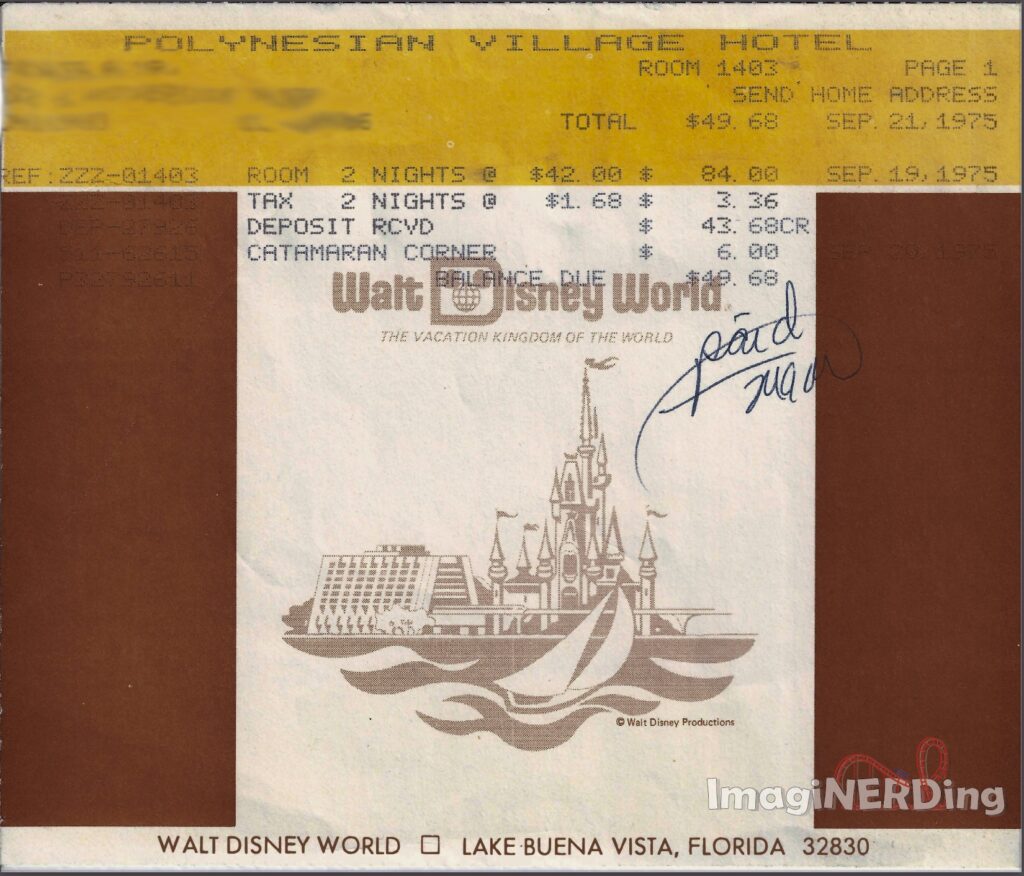 POLYNESIAN VILLAGE HOTEL
ROOM 1403 PAGE 1
SEND HOME ADDRESS
TOTAL $49.68 SEP. 21, 1975
REF:ZZZ-01403 ROOM 2 NIGHTS @ $42.00 $ 84.00 SEP. 19, 1975
TAX 2 NIGHTS @ $1.68 $ 3.36
DEPOSIT RCVD $ 43.68CR
CATAMARAN CORNER $ 6.00
BALANCE DUE $49.68
Walt Disney World
THE VACATION KINGDOM OF THE WORLD
paid
© Walt Disney Productions
ImagiNERDing
WALT DISNEY WORLD □ LAKE BUENA VISTA, FLORIDA 32830